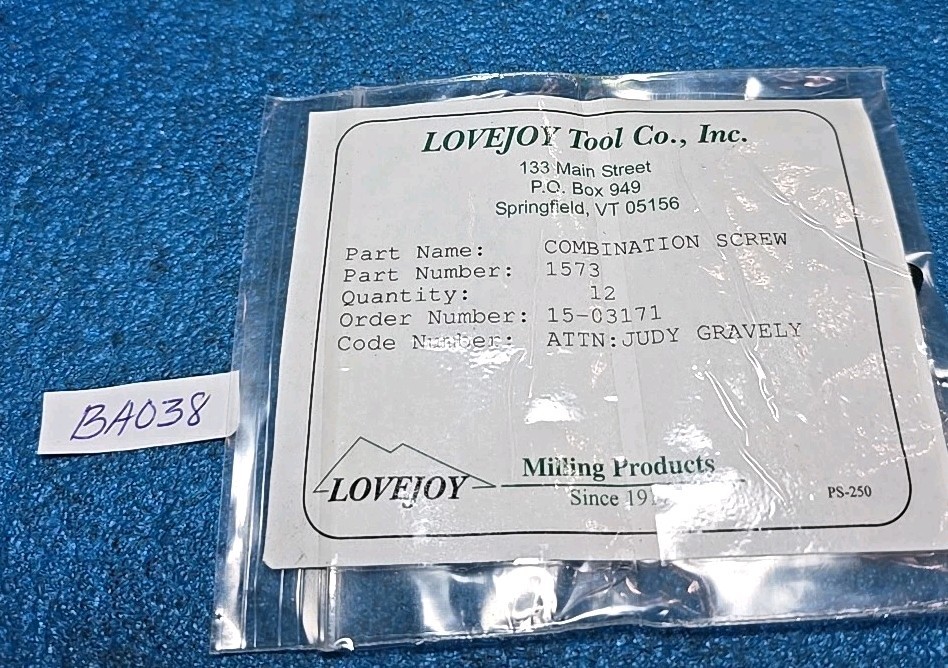 LOVEJOY Tool Co., Inc.
133 Main Street
P.O. Box 949
Springfield, VT 05156
Part Name: COMBINATION SCREW
Part Number: 1573
Quantity: 12
Order Number: 15-03171
Code Number: ATTN:JUDY GRAVELY
BA038
LOVEJOY
Milling Products
Since
PS-250